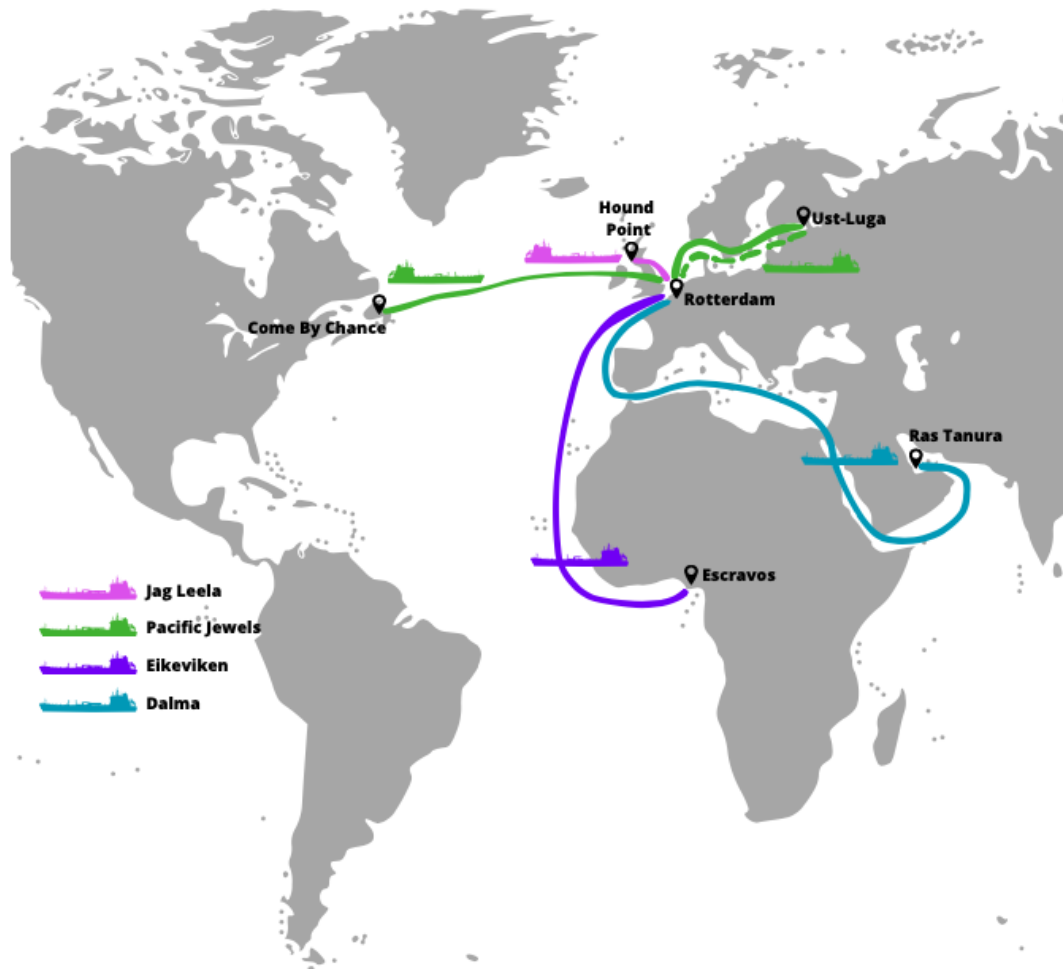 Hound
Point
Ust-Luga
Rotterdam
Come By Chance
Ras Tanura
Escravos
Jag Leela
Pacific Jewels
Eikeviken
Dalma